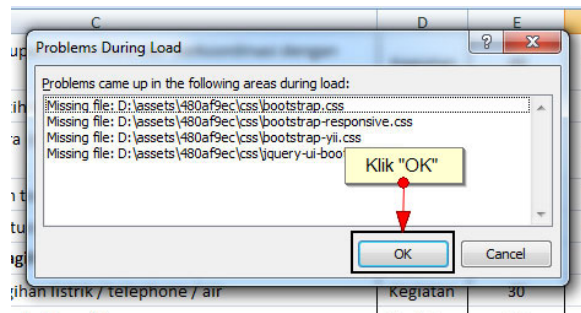 C D E
Problems During Load
Problems came up in the following areas during load:
Missing file: D:\assets\480af9ec\css\bootstrap.css
Missing file: D:\assets\480af9ec\css\bootstrap-responsive.css
Missing file: D:\assets\480af9ec\css\bootstrap-yii.css
Missing file: D:\assets\480af9ec\css\jquery-ui-boo
Klik "OK"
OK Cancel
gihan listrik / telephone / air Kegiatan 30